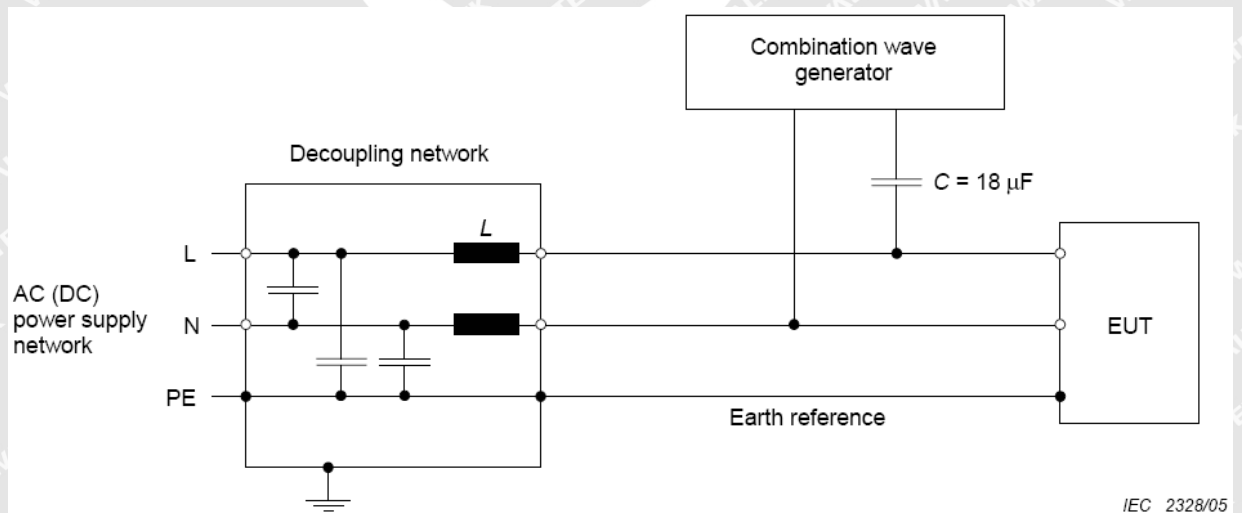 Combination wave
generator
Decoupling network
C = 18 μF
L
L
AC (DC)
power supply
network
N
EUT
PE
Earth reference
IEC 2328/05